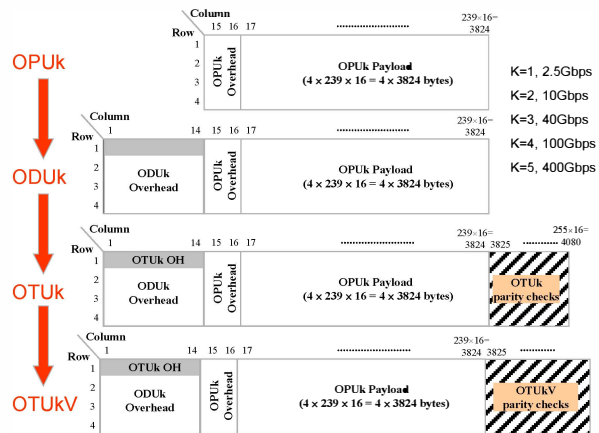 Column
239×16=
15 16 17
3824
Row
1
2
3
4
OPUk
OPUk
Overhead
OPUk Payload
(4 x 239 x 16 = 4 x 3824 bytes)
K=1, 2.5Gbps
K=2, 10Gbps
K=3, 40Gbps
K=4, 100Gbps
K=5, 400Gbps
Column
239×16=
Row
1 14 15 16 17
3824
1
2
3
4
ODUk
ODUk
Overhead
OPUk
Overhead
OPUk Payload
(4 x 239 x 16 = 4 x 3824 bytes)
Column
239×16=
255×16=
Row
1 14 15 16 17
3824 3825
4080
1
2
3
4
OTUk
OTUk OH
ODUk
Overhead
OPUk
Overhead
OPUk Payload
(4 x 239 x 16 = 4 x 3824 bytes)
OTUk
parity checks
Column
239×16=
Row
1 14 15 16 17
3824 3825
1
2
3
4
OTUkV
OTUk OH
ODUk
Overhead
OPUk
Overhead
OPUk Payload
(4 x 239 x 16 = 4 x 3824 bytes)
OTUkV
parity checks